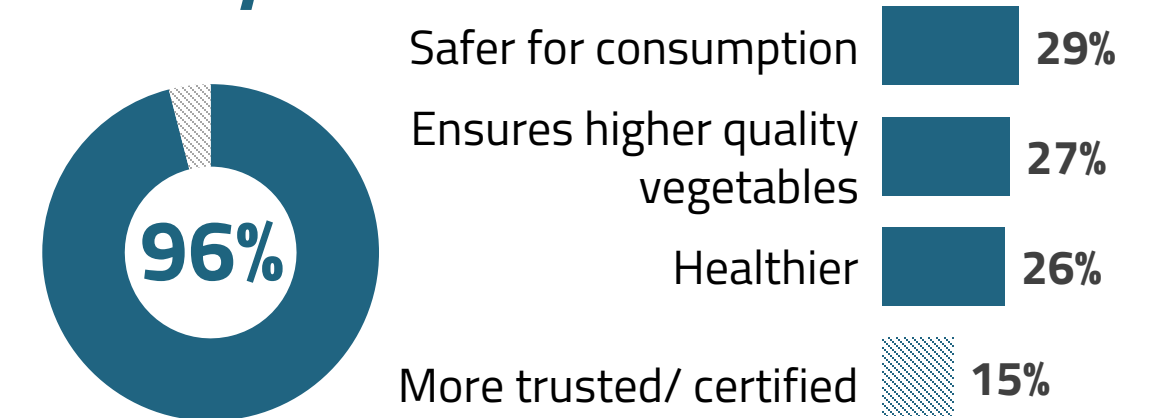 96%
Safer for consumption 29%
Ensures higher quality
vegetables 27%
Healthier 26%
More trusted/ certified 15%